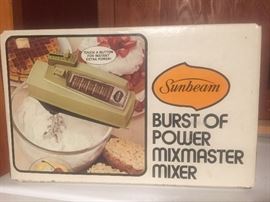 TOUCH A BUTTON
FOR INSTANT
EXTRA POWER!
Sunbeam
BURST OF
POWER
MIXMASTER
MIXER